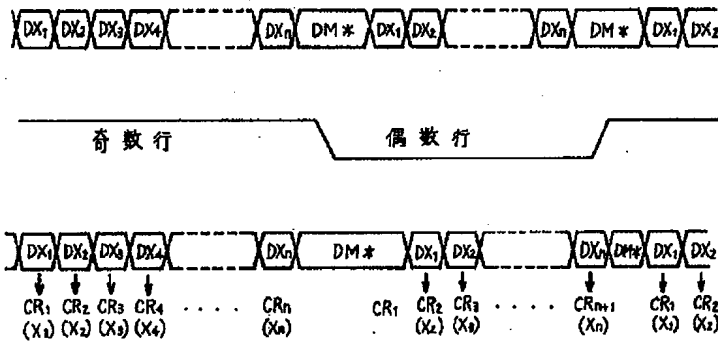 DX₁ DX₂ DX₃ DX₄ DXn DM* DX₁ DX₂ DXn DM* DX₁ DX₂
奇数行 偶数行
DX₁ DX₂ DX₃ DX₄ DXn DM* DX₁ DX₂ DXn DM* DX₁ DX₂
CR₁ CR₂ CR₃ CR₄ · · · · CRn CR₁ CR₂ CR₃ · · · · CRn+1 CR₁ CR₂
(X₁) (X₂) (X₃) (X₄) (Xn) (X₂) (Xn) (X₁) (X₂)